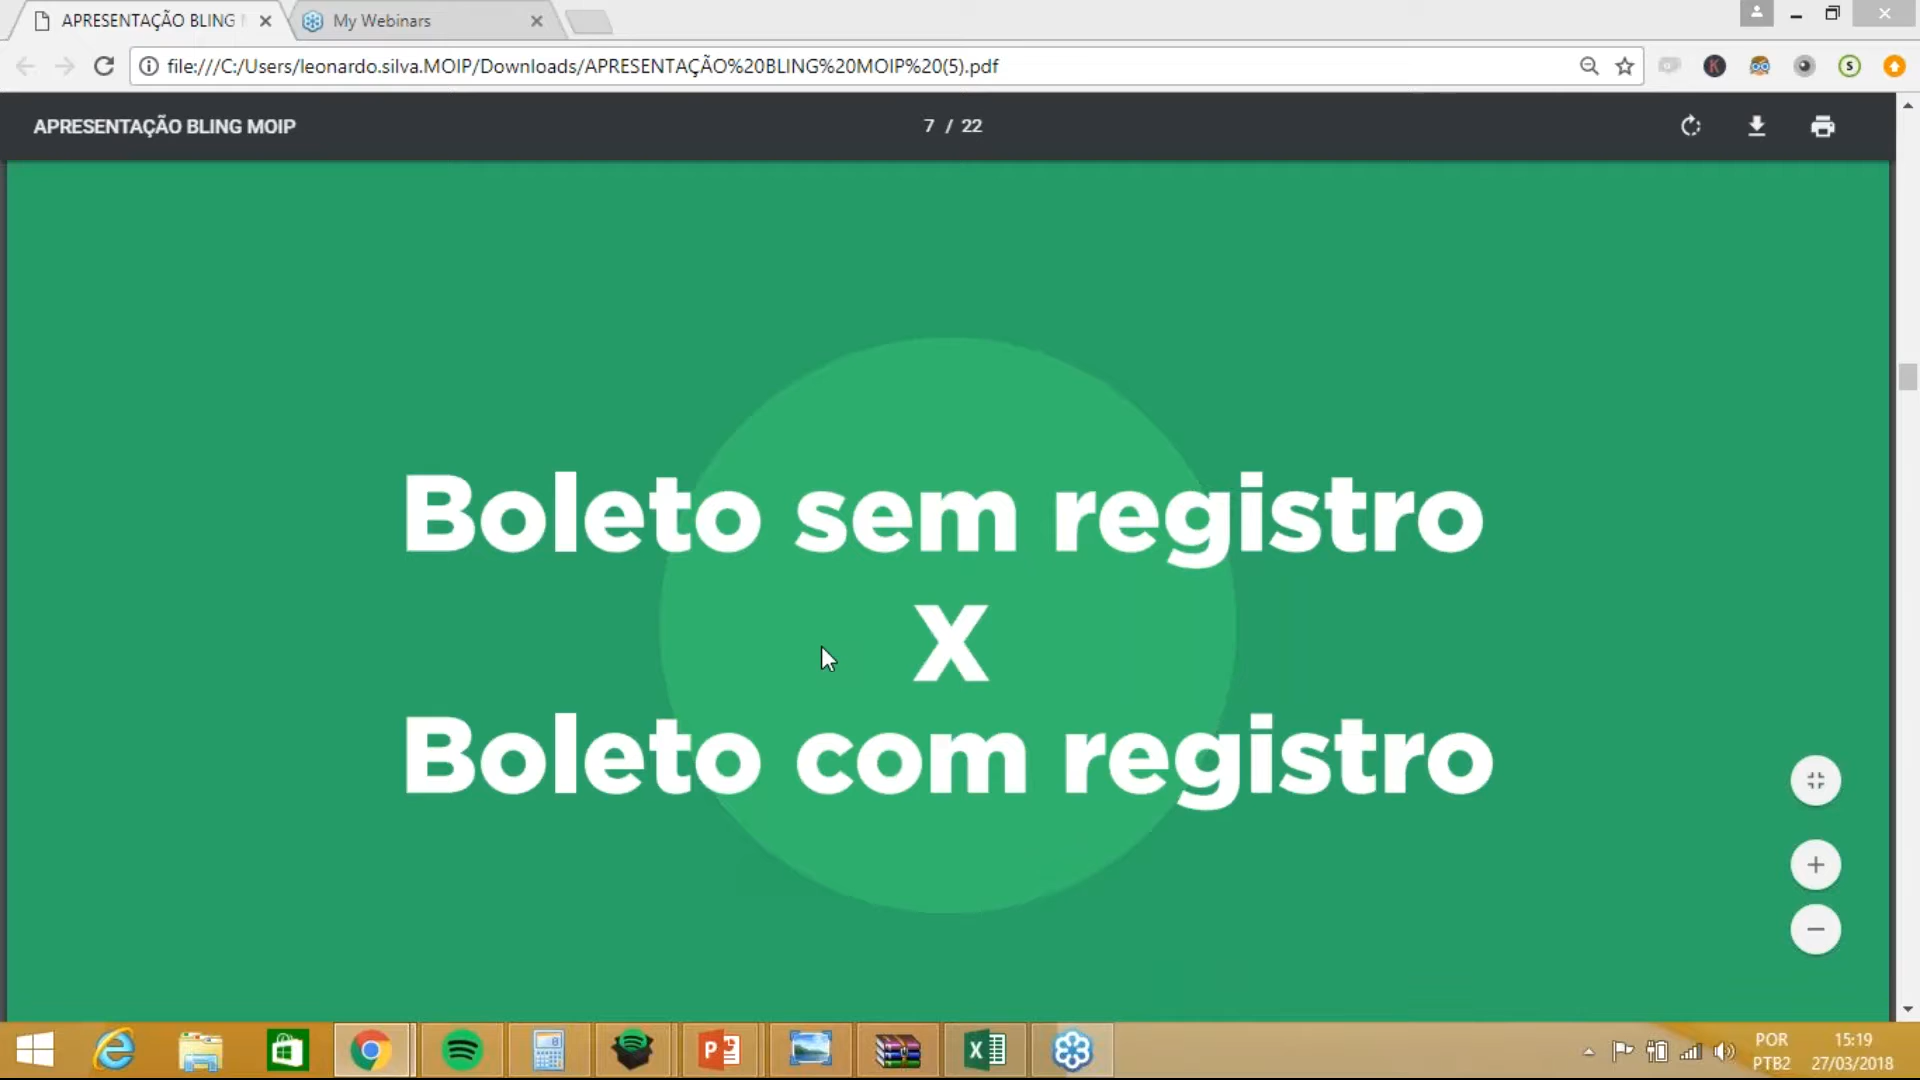 APRESENTAÇÃO BLING
My Webinars
file:///C:/Users/leonardo.silva.MOIP/Downloads/APRESENTAÇÃO%20BLING%20MOIP%20(5).pdf
APRESENTAÇÃO BLING MOIP
7 / 22
Boleto sem registro
X
Boleto com registro
POR
PTB2
15:19
27/03/2018